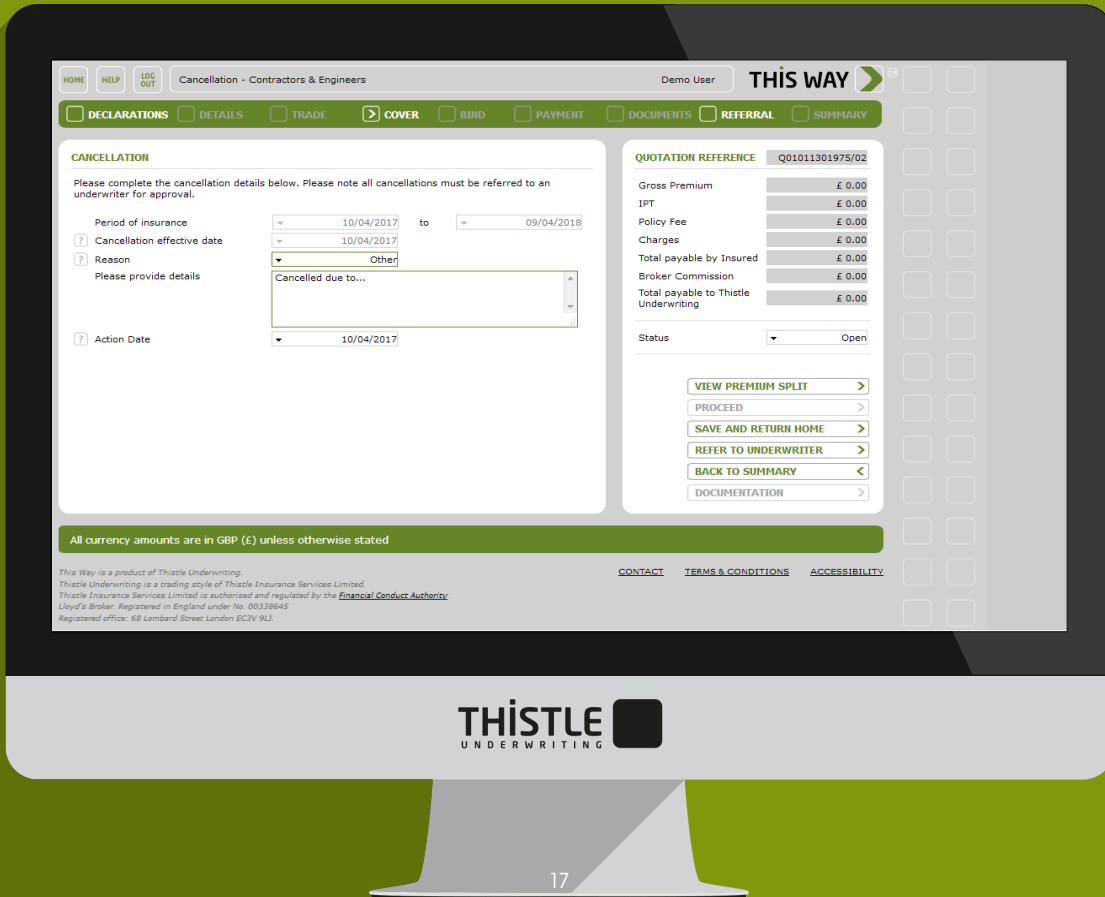 HOME HELP LOG OUT Cancellation - Contractors & Engineers Demo User THIS WAY TM
DECLARATIONS DETAILS TRADE COVER BIND PAYMENT DOCUMENTS REFERRAL SUMMARY
CANCELLATION
Please complete the cancellation details below. Please note all cancellations must be referred to an
underwriter for approval.
Period of insurance 10/04/2017 to 09/04/2018
? Cancellation effective date 10/04/2017
? Reason Other
Please provide details Cancelled due to...
? Action Date 10/04/2017
QUOTATION REFERENCE Q01011301975/02
Gross Premium £ 0.00
IPT £ 0.00
Policy Fee £ 0.00
Charges £ 0.00
Total payable by Insured £ 0.00
Broker Commission £ 0.00
Total payable to Thistle
Underwriting £ 0.00
Status Open
VIEW PREMIUM SPLIT >
PROCEED >
SAVE AND RETURN HOME >
REFER TO UNDERWRITER >
BACK TO SUMMARY <
DOCUMENTATION >
All currency amounts are in GBP (£) unless otherwise stated
This Way is a product of Thistle Underwriting.
Thistle Underwriting is a trading style of Thistle Insurance Services Limited.
Thistle Insurance Services Limited is authorised and regulated by the Financial Conduct Authority
Lloyd's Broker. Registered in England under No. 00338645
Registered office: 68 Lombard Street London EC3V 9LJ.
CONTACT TERMS & CONDITIONS ACCESSIBILITY
THISTLE
UNDERWRITING
17